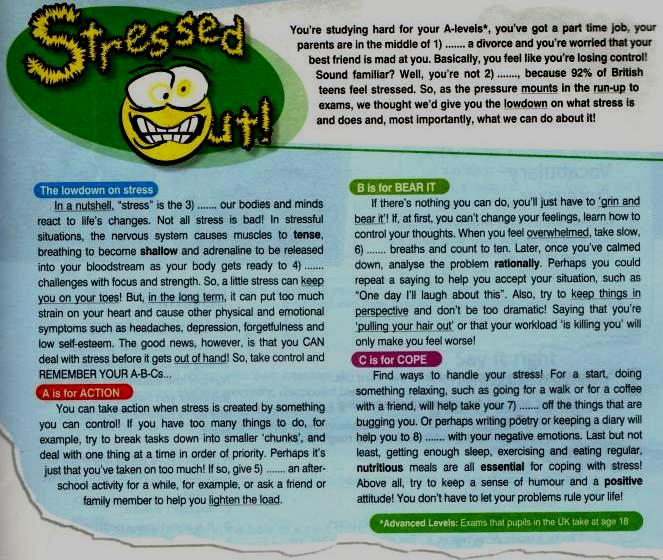 Stressed Out!
You're studying hard for your A-levels*, you've got a part time job, your
parents are in the middle of 1) ....... a divorce and you're worried that your
best friend is mad at you. Basically, you feel like you're losing control!
Sound familiar? Well, you're not 2) ......., because 92% of British
teens feel stressed. So, as the pressure mounts in the run-up to
exams, we thought we'd give you the lowdown on what stress is
and does and, most importantly, what we can do about it!
The lowdown on stress
In a nutshell, "stress" is the 3) ....... our bodies and minds
react to life's changes. Not all stress is bad! In stressful
situations, the nervous system causes muscles to tense,
breathing to become shallow and adrenaline to be released
into your bloodstream as your body gets ready to 4) .......
challenges with focus and strength. So, a little stress can keep
you on your toes! But, in the long term, it can put too much
strain on your heart and cause other physical and emotional
symptoms such as headaches, depression, forgetfulness and
low self-esteem. The good news, however, is that you CAN
deal with stress before it gets out of hand! So, take control and
REMEMBER YOUR A-B-Cs...
A is for ACTION
You can take action when stress is created by something
you can control! If you have too many things to do, for
example, try to break tasks down into smaller 'chunks', and
deal with one thing at a time in order of priority. Perhaps it's
just that you've taken on too much! If so, give 5) ....... an after-
school activity for a while, for example, or ask a friend or
family member to help you lighten the load.
B is for BEAR IT
If there's nothing you can do, you'll just have to 'grin and
bear it'! If, at first, you can't change your feelings, learn how to
control your thoughts. When you feel overwhelmed, take slow,
6) ....... breaths and count to ten. Later, once you've calmed
down, analyse the problem rationally. Perhaps you could
repeat a saying to help you accept your situation, such as
"One day I'll laugh about this". Also, try to keep things in
perspective and don't be too dramatic! Saying that you're
'pulling your hair out' or that your workload 'is killing you' will
only make you feel worse!
C is for COPE
Find ways to handle your stress! For a start, doing
something relaxing, such as going for a walk or for a coffee
with a friend, will help take your 7) ....... off the things that are
bugging you. Or perhaps writing poetry or keeping a diary will
help you to 8) ....... with your negative emotions. Last but not
least, getting enough sleep, exercising and eating regular,
nutritious meals are all essential for coping with stress!
Above all, try to keep a sense of humour and a positive
attitude! You don't have to let your problems rule your life!
*Advanced Levels: Exams that pupils in the UK take at age 18